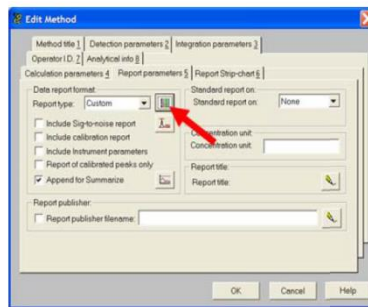 Edit Method
Method title 1 Detection parameters 2 Integration parameters 3
Operator I.D. 7 Analytical info 8
Calculation parameters 4 Report parameters 5 Report Strip-chart 6
Data report format:
Report type: Custom
Include Sig-to-noise report
Include calibration report
Include Instrument parameters
Report of calibrated peaks only
Append for Summarize
Standard report on:
Standard report on: None
Concentration unit:
Concentration unit:
Report title:
Report title:
Report publisher:
Report publisher filename:
OK Cancel Help